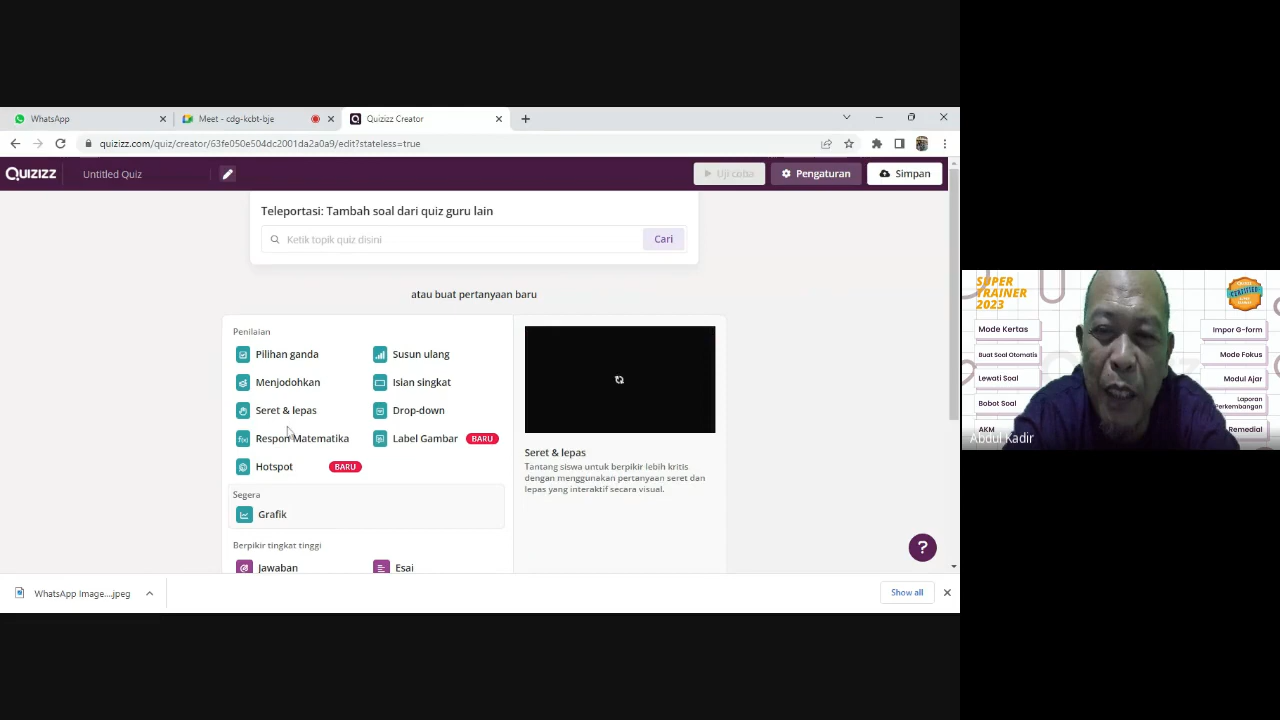 WhatsApp
Meet - cdg-kcbt-bje
Quizizz Creator
quizizz.com/quiz/creator/63fe050e504dc2001da2a0a9/edit?stateless=true
QUIZIZZ
Untitled Quiz
Uji coba
Pengaturan
Simpan
Teleportasi: Tambah soal dari quiz guru lain
Ketik topik quiz disini
Cari
atau buat pertanyaan baru
Penilaian
Pilihan ganda
Susun ulang
Menjodohkan
Isian singkat
Seret & lepas
Drop-down
Respon Matematika
Label Gambar
BARU
Hotspot
BARU
Segera
Grafik
Berpikir tingkat tinggi
Jawaban
Esai
Seret & lepas
Tantang siswa untuk berpikir lebih kritis
dengan menggunakan pertanyaan seret dan
lepas yang interaktif secara visual.
?
WhatsApp Image....jpeg
Show all
SUPER
TRAINER
2023
CERTIFIED
Mode Kertas
Buat Soal Otomatis
Lewati Soal
Bobot Soal
AKM
Impor G-form
Mode Fokus
Modul Ajar
Laporan
Perkembangan
Remedial
Abdul Kadir